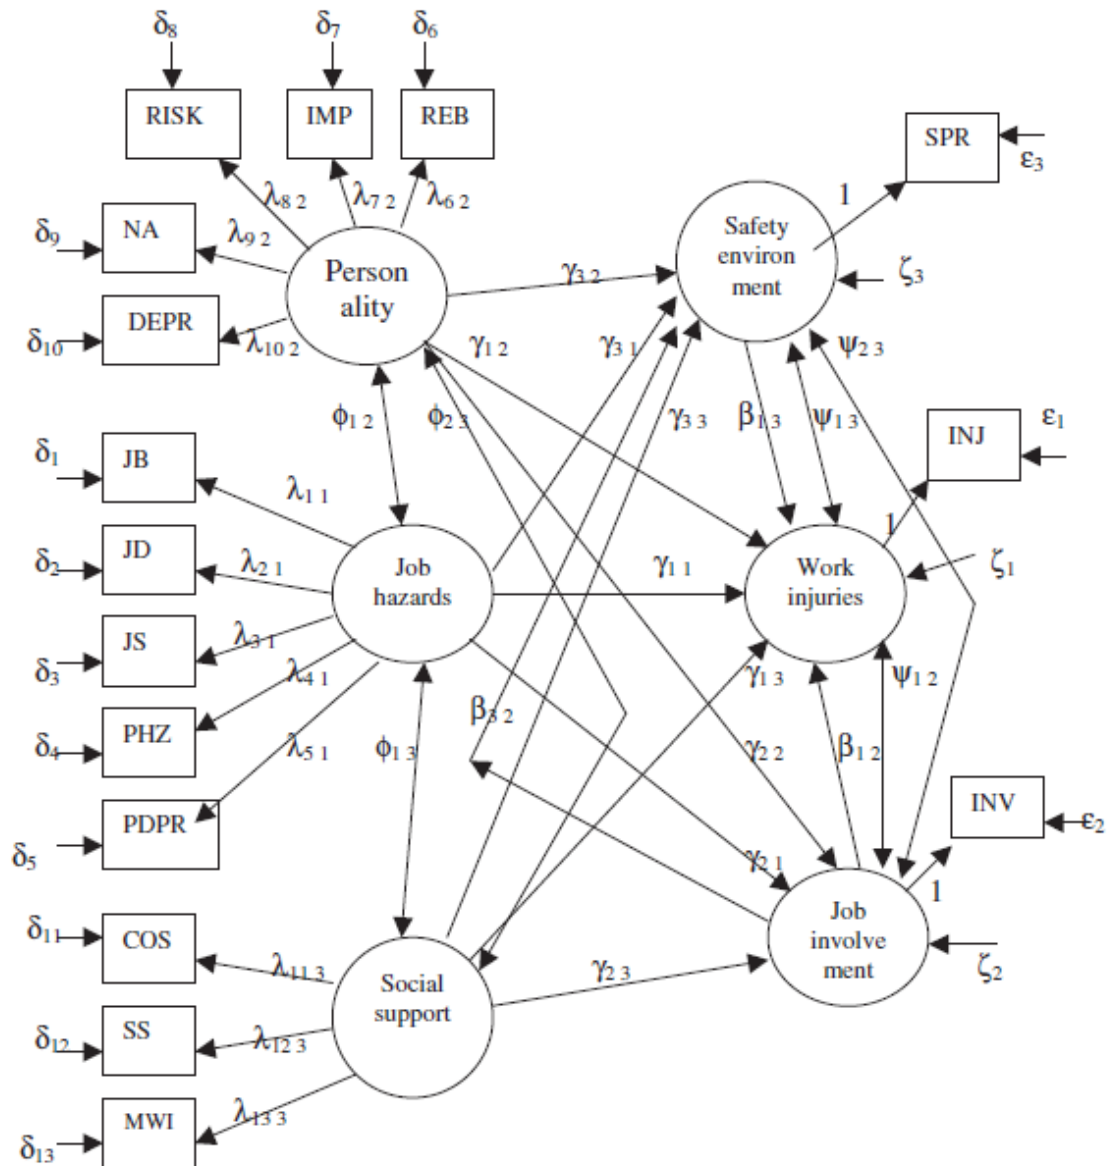 δ8 δ7 δ6
RISK IMP REB SPR
ε3
λ8 2 λ7 2 λ6 2 1
δ9 NA λ9 2 Safety
environ
ment
Person
ality
γ3 2 ζ3
δ10 DEPR λ10 2
γ1 2 γ3 1 ψ2 3
ϕ1 2 ϕ2 3 γ3 3 β1 3 ψ1 3
INJ ε1
δ1 JB
λ1 1 1
δ2 JD λ2 1
Job
hazards
γ1 1
Work
injuries
ζ1
δ3 JS λ3 1
λ4 1 γ1 3 ψ1 2
δ4 PHZ λ5 1 ϕ1 3 β3 2 γ2 2 β1 2
δ5 PDPR INV ε2
γ2 1 1
δ11 COS λ11 3
Job
involve
ment
ζ2
Social
support
γ2 3
δ12 SS λ12 3
δ13 MWI λ13 3